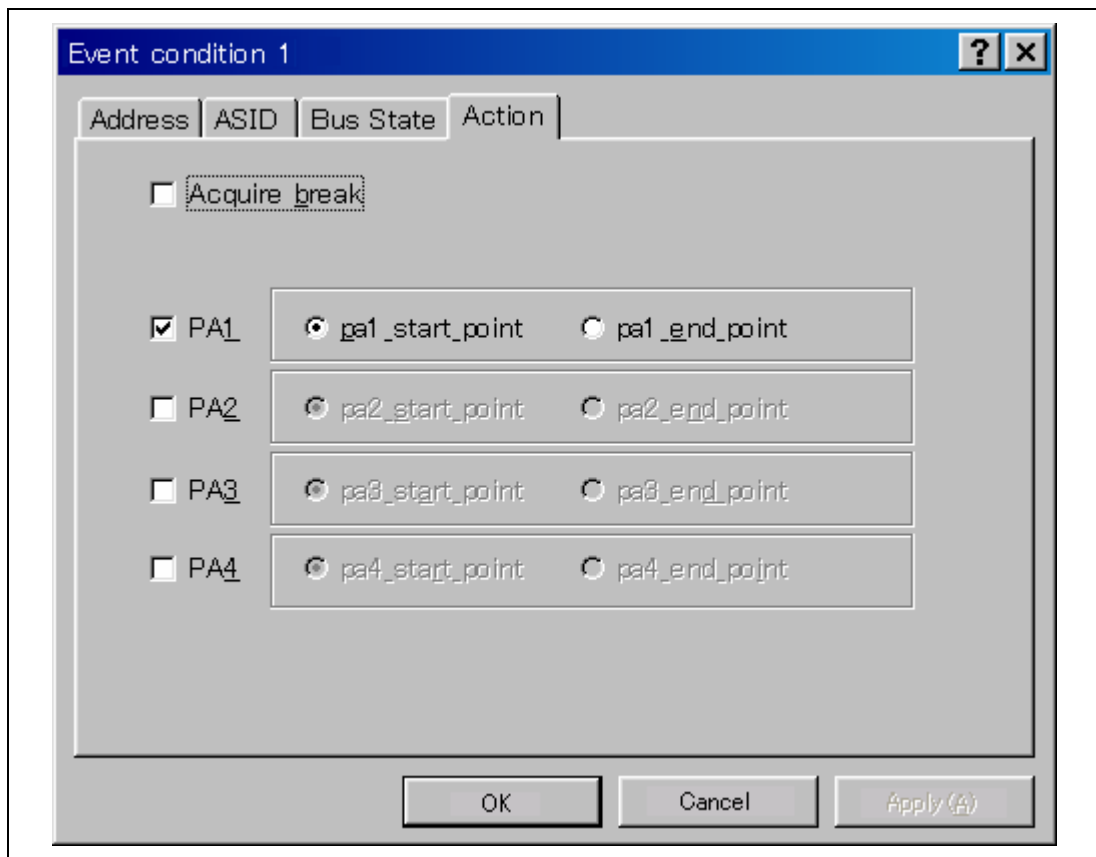 Event condition 1
Address ASID Bus State Action
Acquire break
PA1 pa1_start_point pa1_end_point
PA2 pa2_start_point pa2_end_point
PA3 pa3_start_point pa3_end_point
PA4 pa4_start_point pa4_end_point
OK Cancel Apply(A)